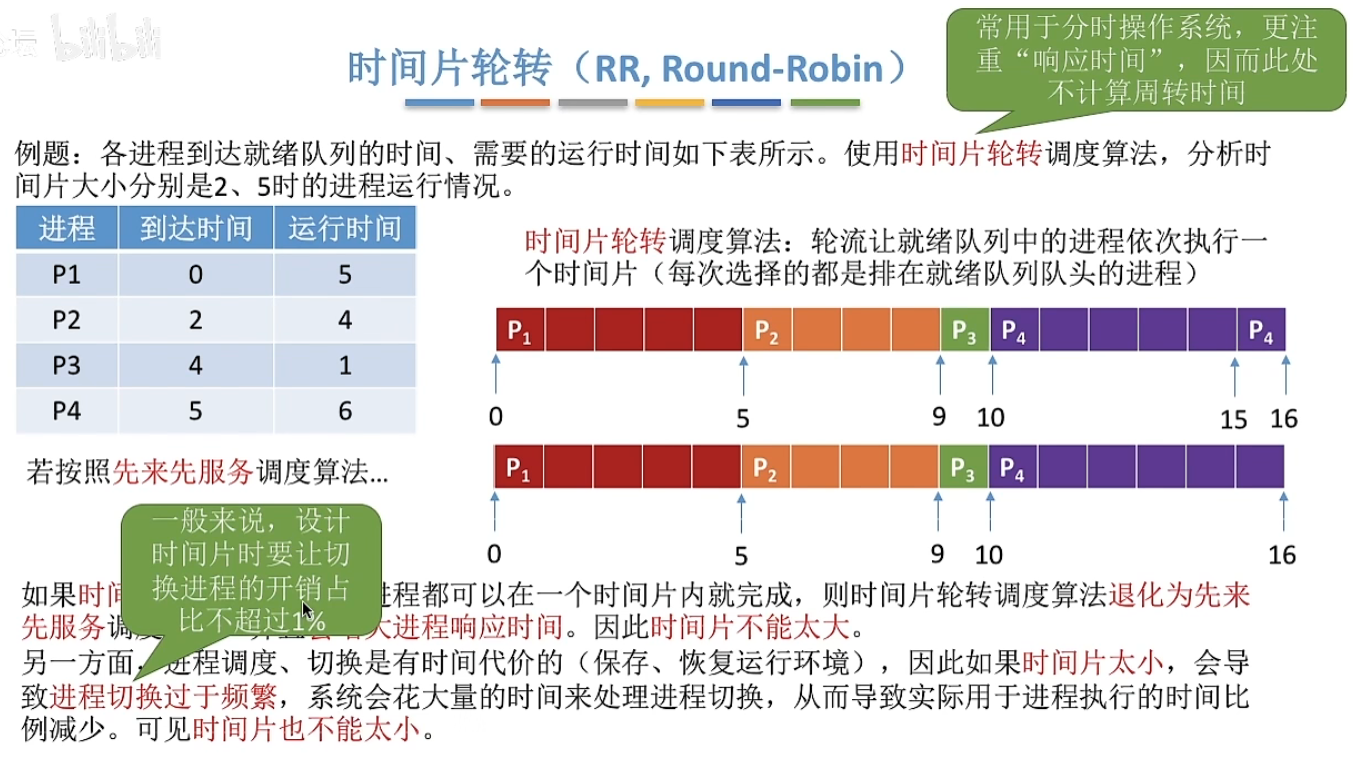 bilibili
时间片轮转（RR, Round-Robin）
常用于分时操作系统，更注
重“响应时间”，因而此处
不计算周转时间
例题：各进程到达就绪队列的时间、需要的运行时间如下表所示。使用时间片轮转调度算法，分析时
间片大小分别是2、5时的进程运行情况。
进程 到达时间 运行时间
P1 0 5
P2 2 4
P3 4 1
P4 5 6
时间片轮转调度算法：轮流让就绪队列中的进程依次执行一
个时间片（每次选择的都是排在就绪队列队头的进程）
P1 P2 P3 P4 P4
0 5 9 10 15 16
若按照先来先服务调度算法...
P1 P2 P3 P4
0 5 9 10 16
一般来说，设计
时间片时要让切
换进程的开销占
比不超过1%
如果时间 进程都可以在一个时间片内就完成，则时间片轮转调度算法退化为先来
先服务调度 大进程响应时间。因此时间片不能太大。
另一方面，进程调度、切换是有时间代价的（保存、恢复运行环境），因此如果时间片太小，会导
致进程切换过于频繁，系统会花大量的时间来处理进程切换，从而导致实际用于进程执行的时间比
例减少。可见时间片也不能太小。